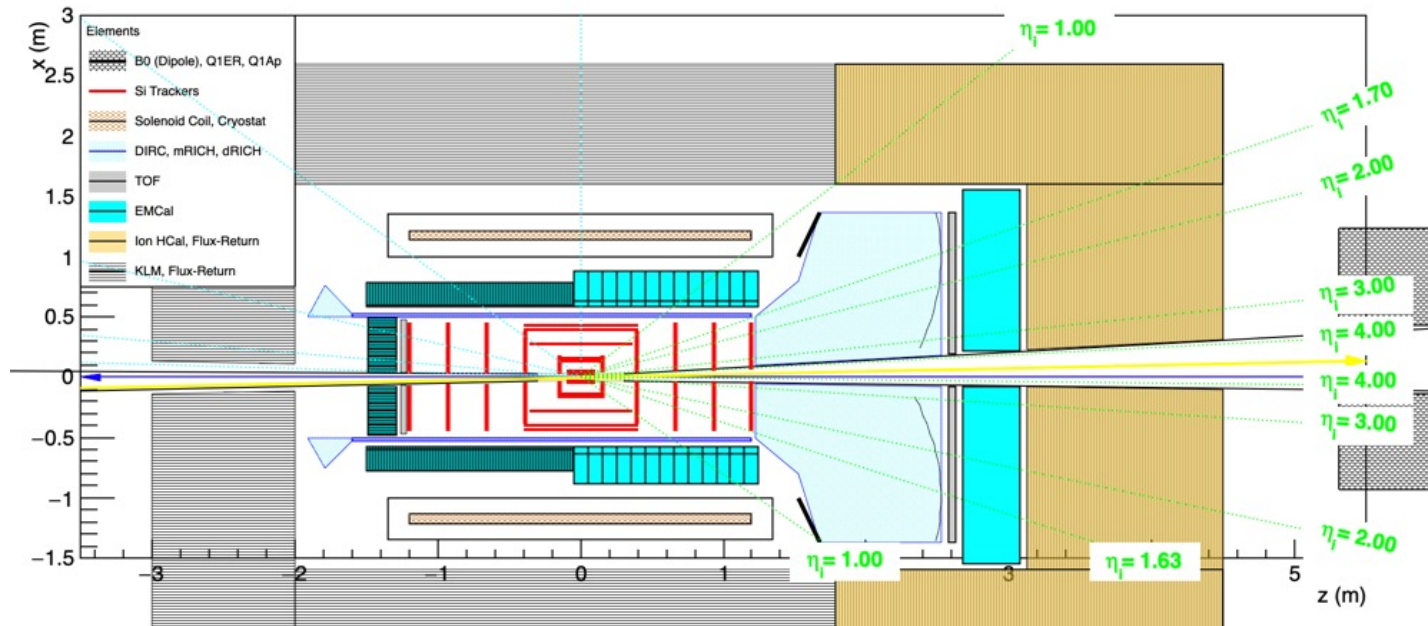 x (m)
3
2.5
2
1.5
1
0.5
0
−0.5
−1
−1.5
Elements
B0 (Dipole), Q1ER, Q1Ap
Si Trackers
Solenoid Coil, Cryostat
DIRC, mRICH, dRICH
TOF
EMCal
Ion HCal, Flux-Return
KLM, Flux-Return
ηi= 1.00
ηi= 1.70
ηi= 2.00
ηi= 3.00
ηi= 4.00
ηi= 4.00
ηi= 3.00
ηi= 2.00
ηi= 1.63
ηi= 1.00
−3
−2
−1
0
1
3
5
z (m)